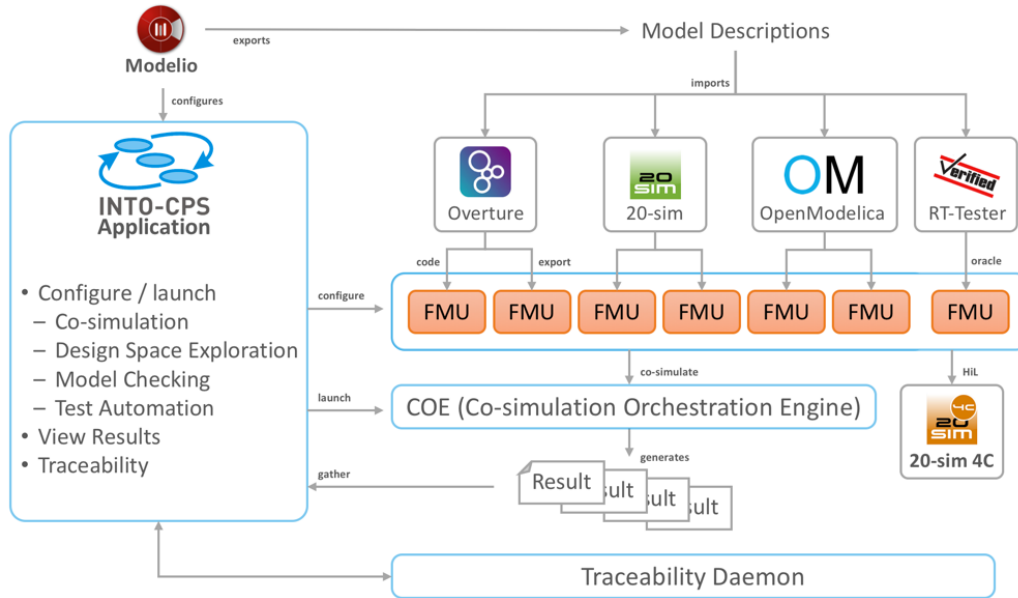 exports
Model Descriptions
Modelio
configures
imports
INTO-CPS
Application
• Configure / launch
– Co-simulation
– Design Space Exploration
– Model Checking
– Test Automation
• View Results
• Traceability
Overture
20
SIM
20-sim
OM
OpenModelica
Verified
RT-Tester
code
export
oracle
configure
FMU
FMU
FMU
FMU
FMU
FMU
FMU
co-simulate
HiL
launch
COE (Co-simulation Orchestration Engine)
4C
20
SIM
20-sim 4C
generates
gather
Result
sult
sult
sult
Traceability Daemon